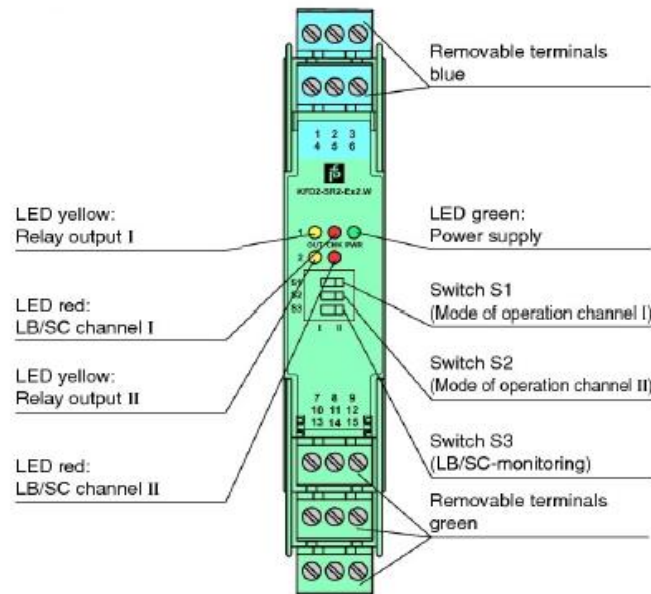 Removable terminals
blue
1 2 3
4 5 6
KFD2-SR2-Ex2.W
LED yellow:
Relay output I
LED green:
Power supply
1
OUT CHK PWR
2
LED red:
LB/SC channel I
S1
S2
S3
I II
Switch S1
(Mode of operation channel I)
LED yellow:
Relay output II
Switch S2
(Mode of operation channel II)
7 8 9
10 11 12
13 14 15
LED red:
LB/SC channel II
Switch S3
(LB/SC-monitoring)
Removable terminals
green